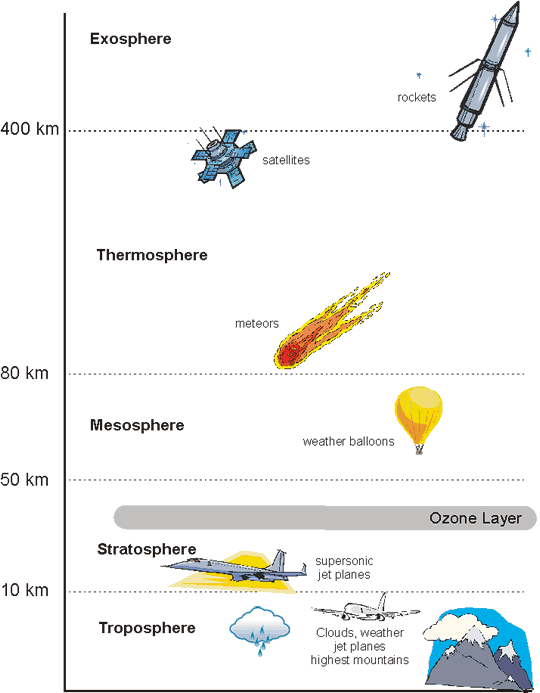 Exosphere
rockets
400 km
satellites
Thermosphere
meteors
80 km
Mesosphere
weather balloons
50 km
Ozone Layer
Stratosphere
supersonic
jet planes
10 km
Troposphere
Clouds, weather
jet planes
highest mountains